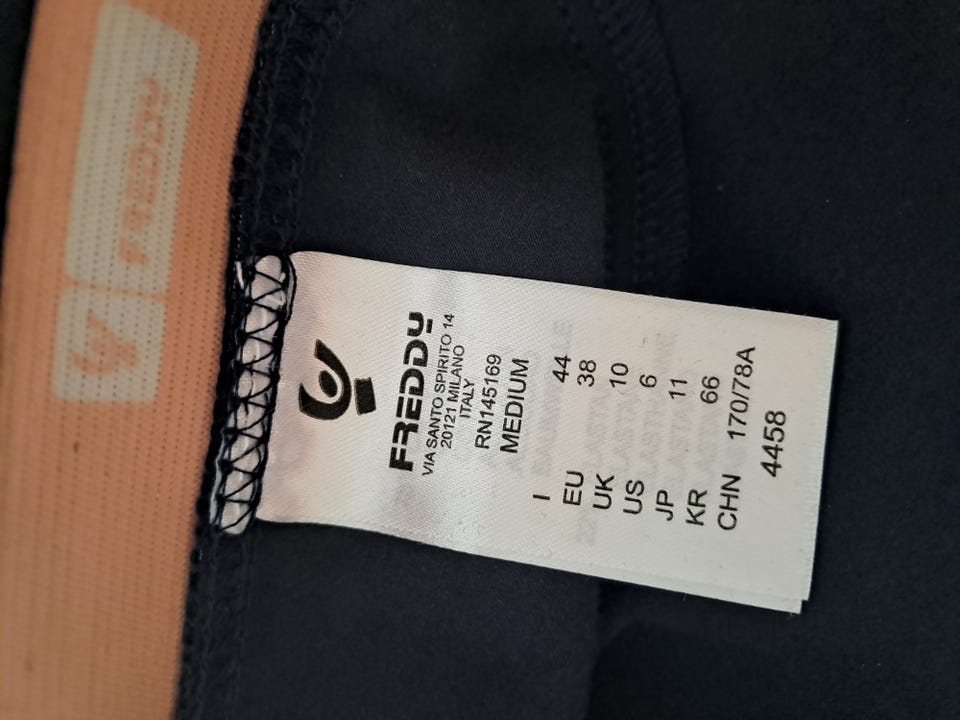 FREDDY
FREDDY
VIA SANTO SPIRITO 14
20121 MILANO
ITALY
RN145169
MEDIUM
I 44
EU 38
UK 10
US 6
JP 11
KR 66
CHN 170/78A
4458